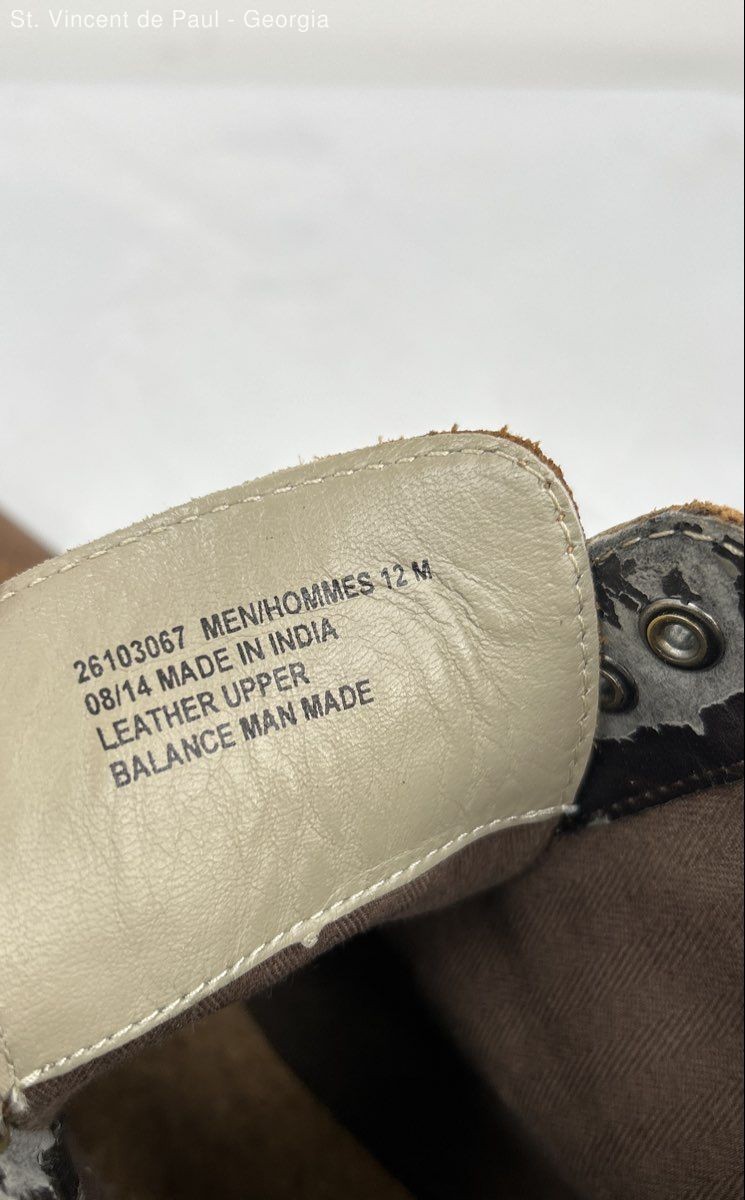 St. Vincent de Paul - Georgia
26103067 MEN/HOMMES 12 M
08/14 MADE IN INDIA
LEATHER UPPER
BALANCE MAN MADE